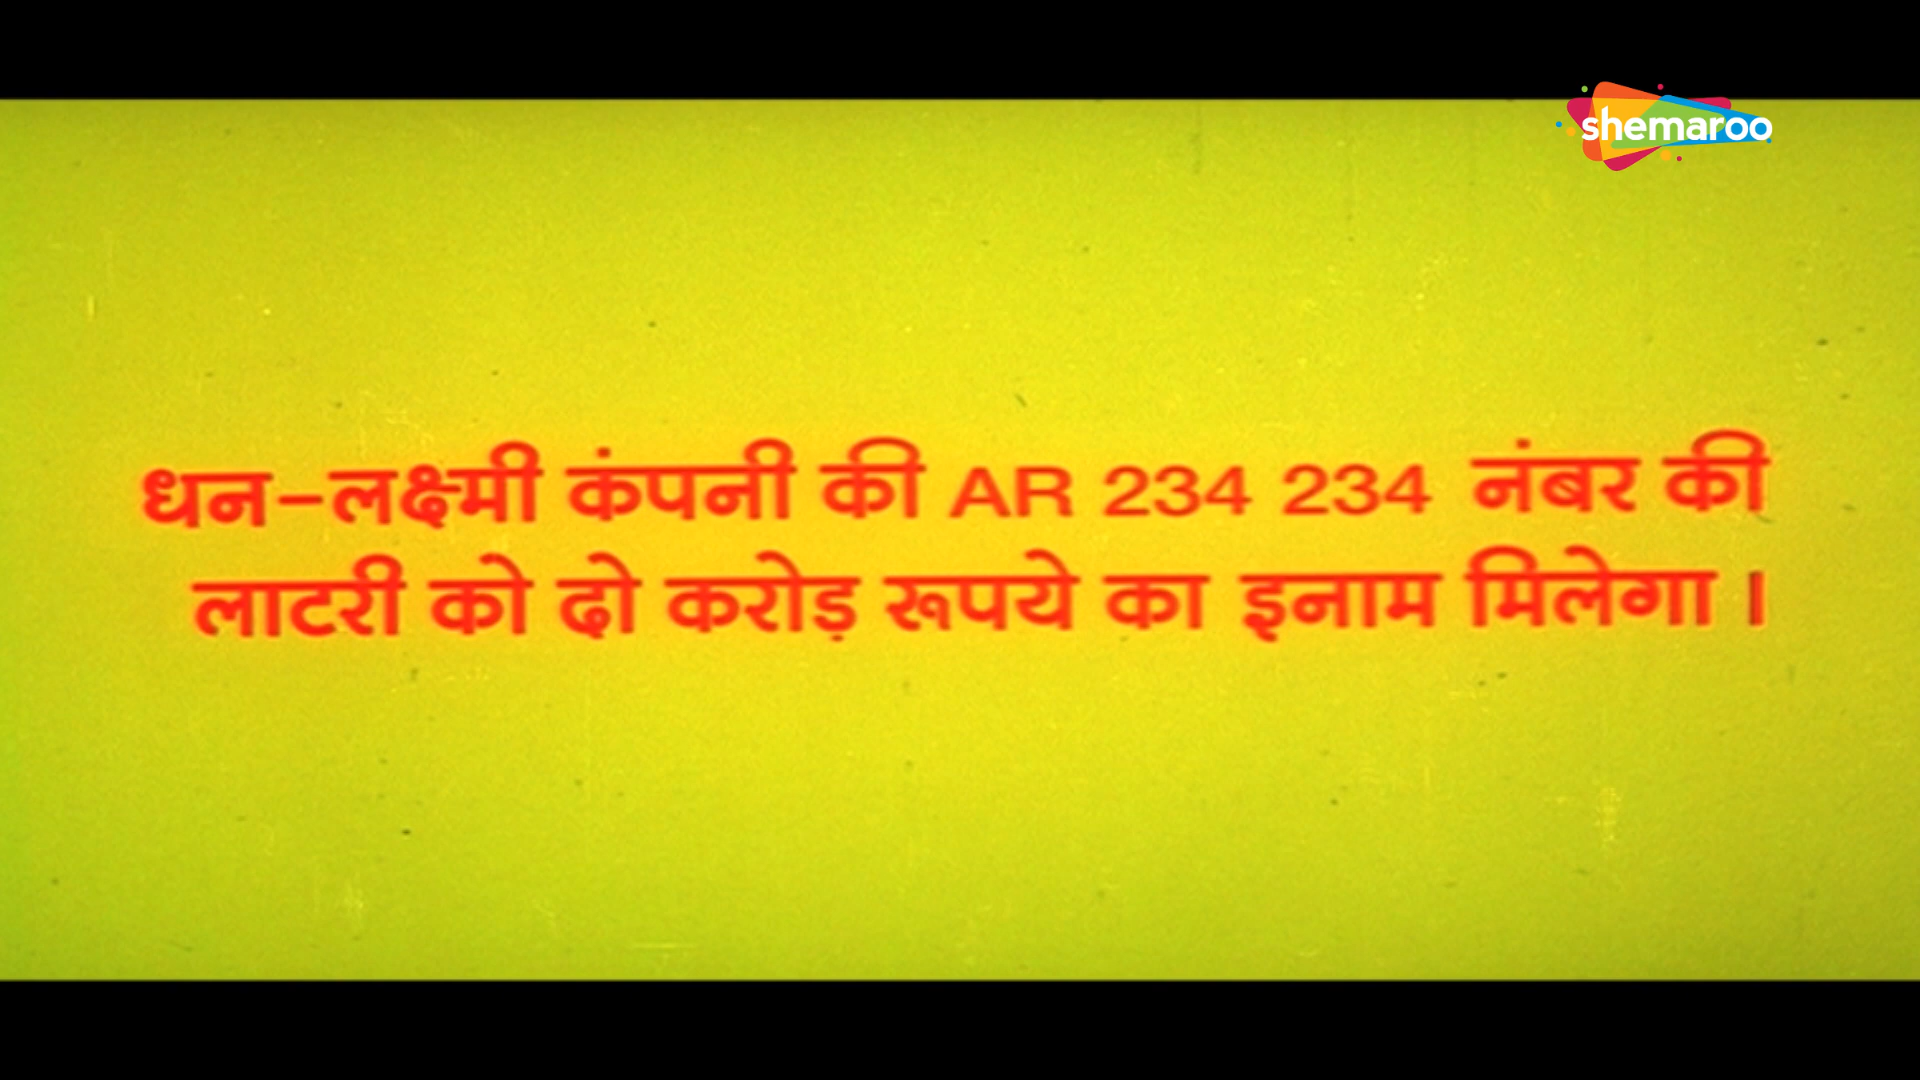 shemaroo
धन-लक्ष्मी कंपनी की AR 234 234 नंबर की
लाटरी को दो करोड़ रूपये का इनाम मिलेगा ।